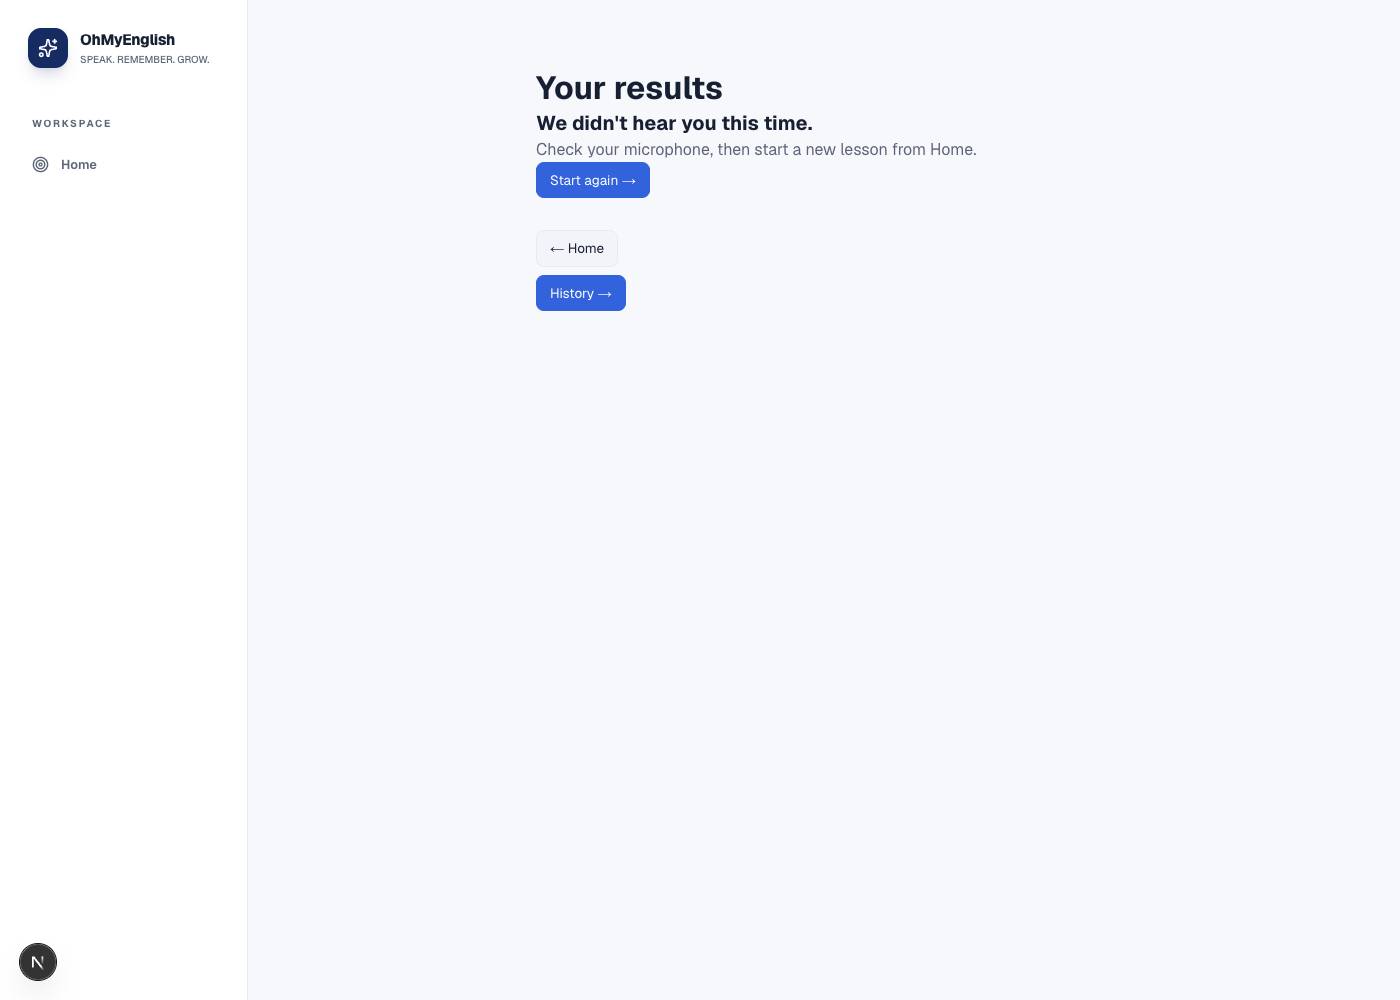 OhMyEnglish
SPEAK. REMEMBER. GROW.
WORKSPACE
Home
Your results
We didn't hear you this time.
Check your microphone, then start a new lesson from Home.
Start again →
← Home
History →
N